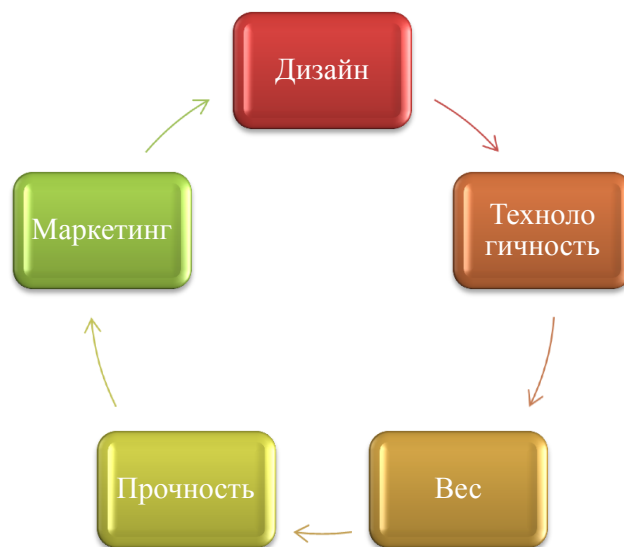 Дизайн
Маркетинг
Техноло
гичность
Прочность
Вес